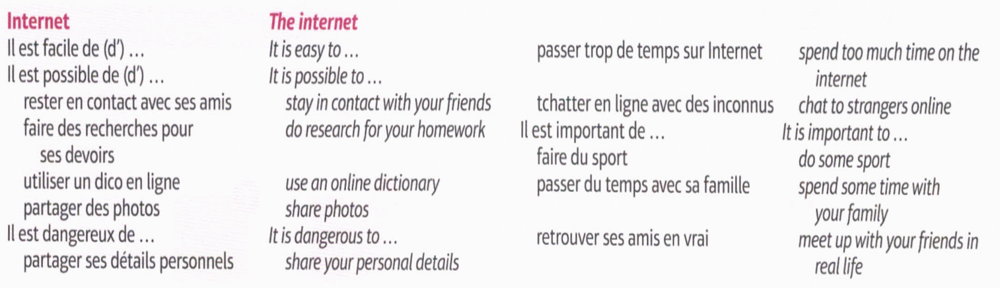 Internet The internet
Il est facile de (d’) … It is easy to …
Il est possible de (d’) … It is possible to …
rester en contact avec ses amis stay in contact with your friends
faire des recherches pour do research for your homework
ses devoirs
utiliser un dico en ligne use an online dictionary
partager des photos share photos
Il est dangereux de … It is dangerous to …
partager ses détails personnels share your personal details
passer trop de temps sur Internet spend too much time on the
internet
tchatter en ligne avec des inconnus chat to strangers online
Il est important de … It is important to …
faire du sport do some sport
passer du temps avec sa famille spend some time with
your family
retrouver ses amis en vrai meet up with your friends in
real life